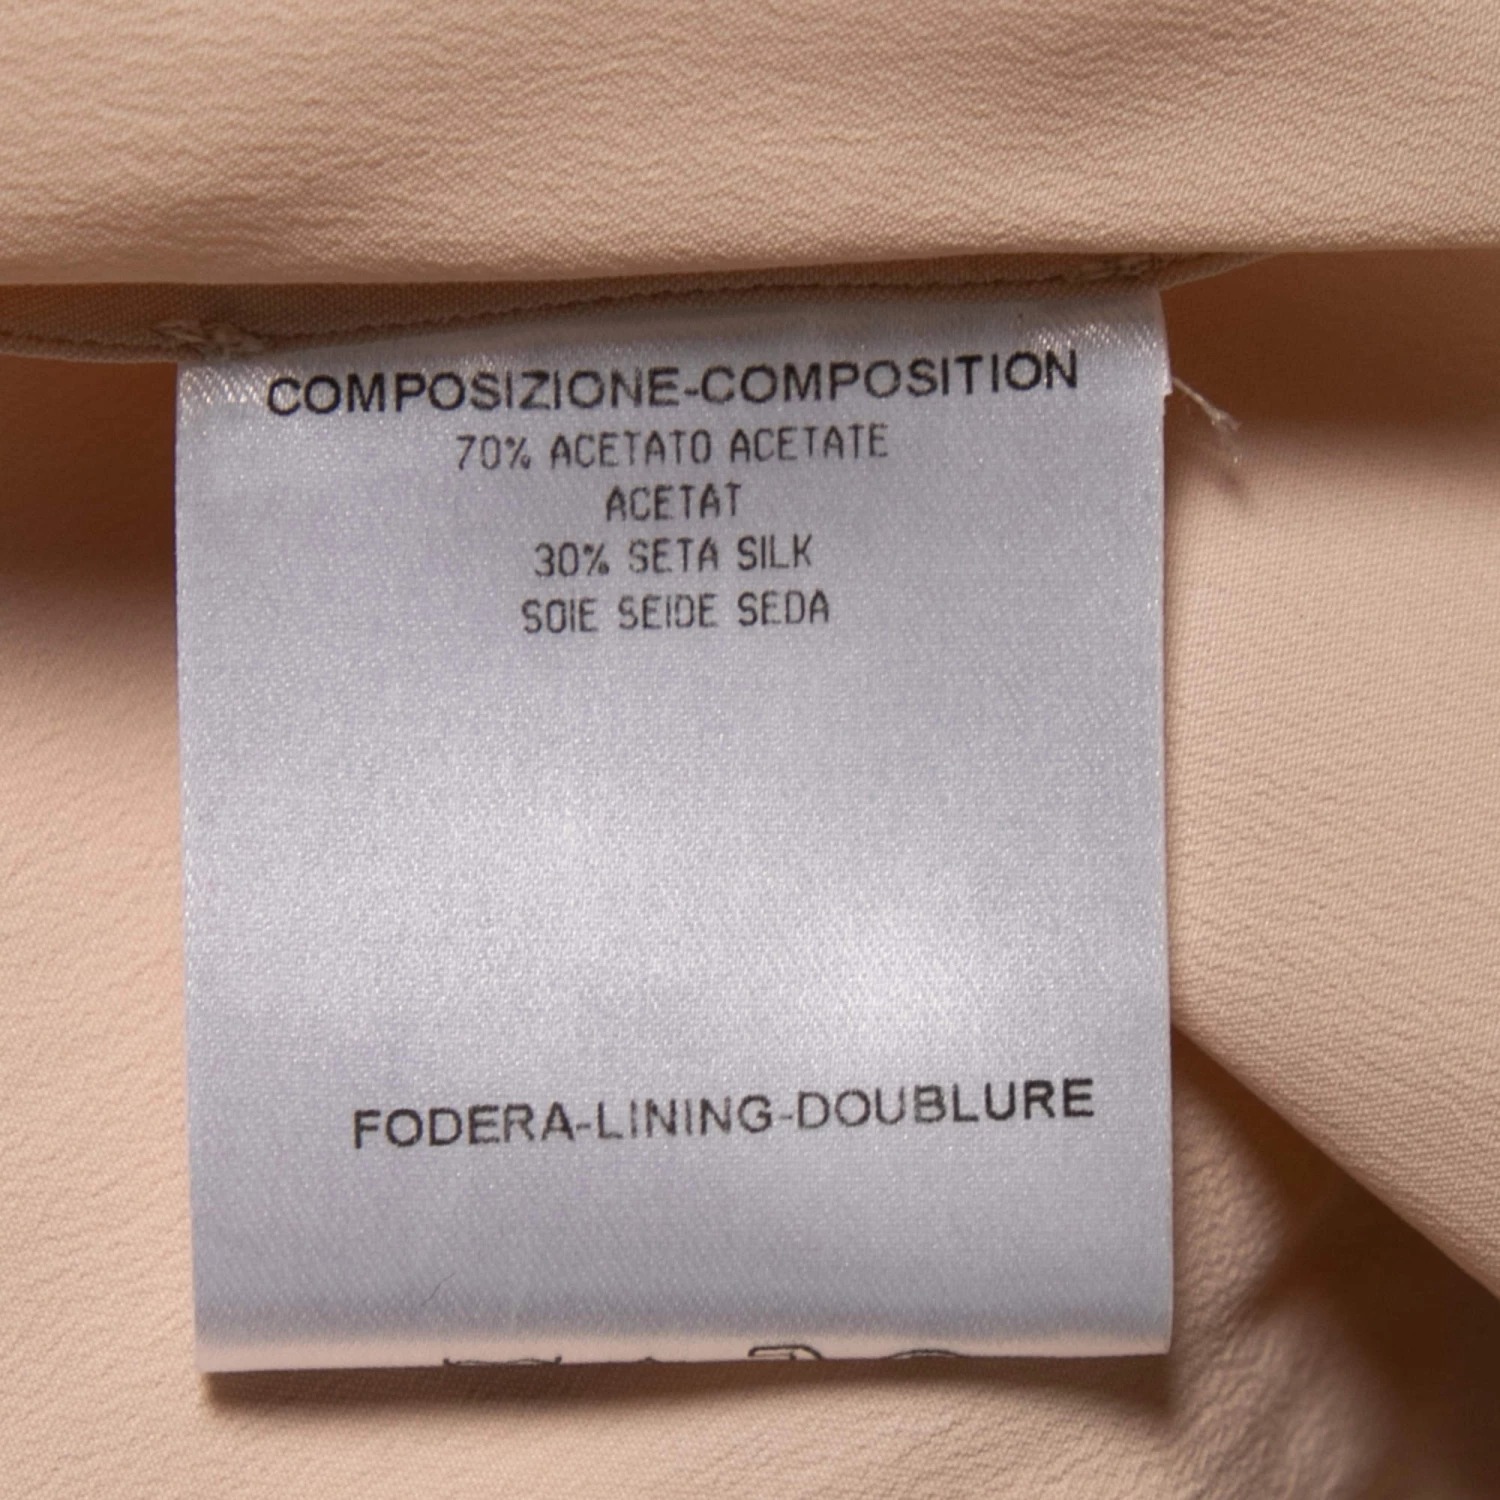 COMPOSIZIONE-COMPOSITION
70% ACETATO ACETATE
ACETAT
30% SETA SILK
SOIE SEIDE SEDA
FODERA-LINING-DOUBLURE